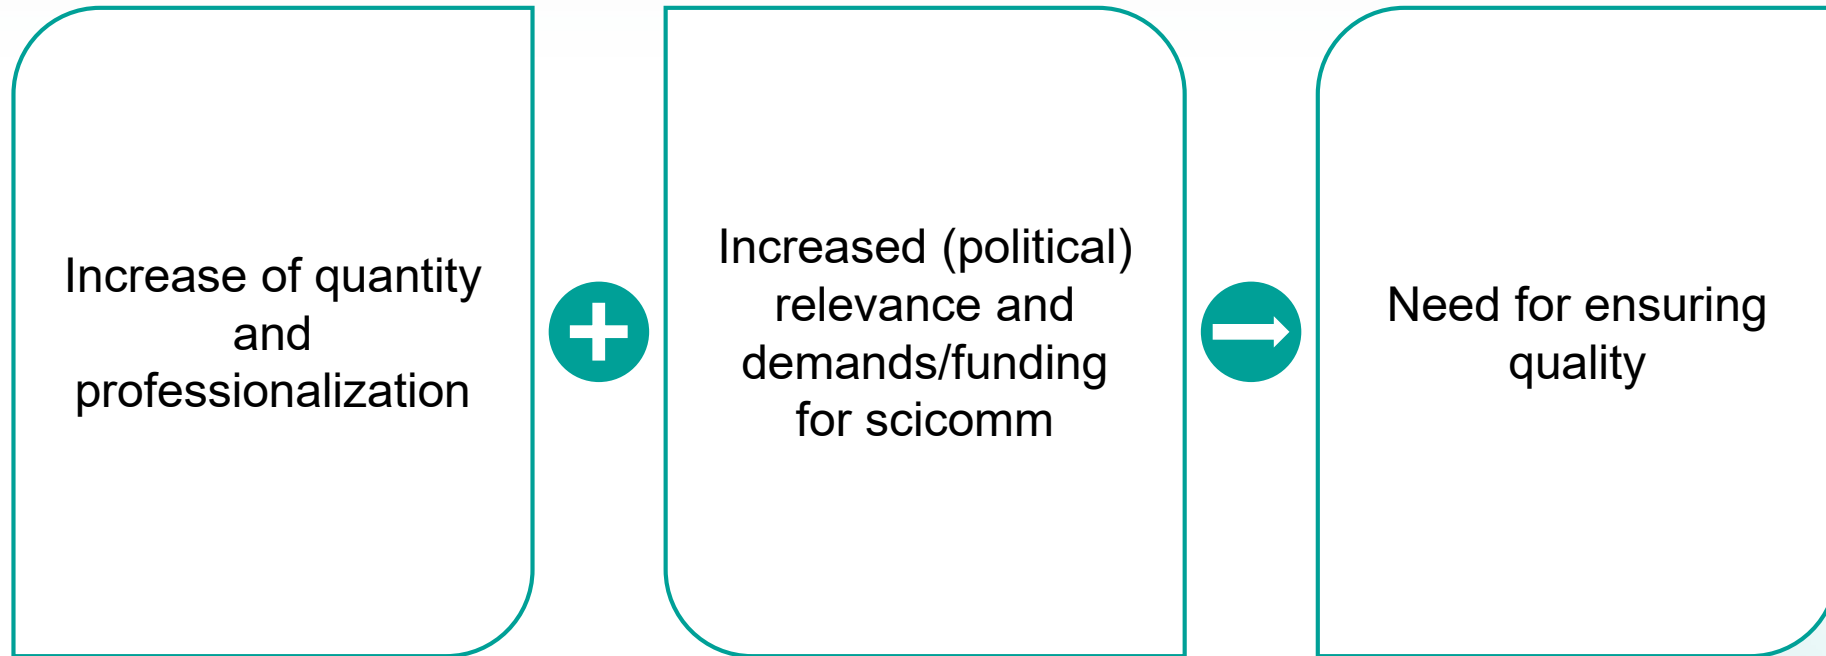 Increase of quantity
and
professionalization
Increased (political)
relevance and
demands/funding
for scicomm
Need for ensuring
quality